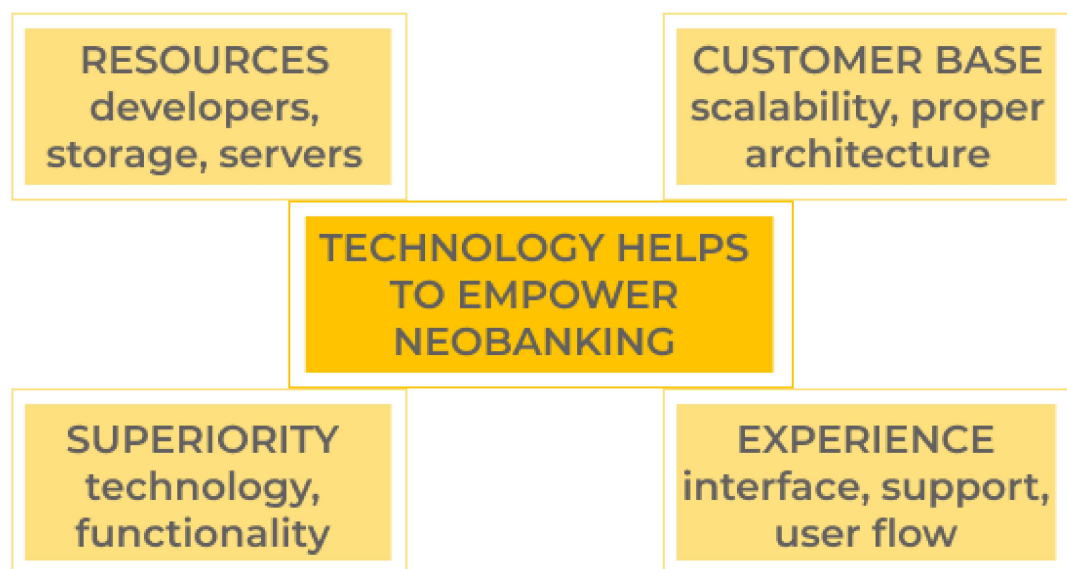 RESOURCES
developers,
storage, servers
CUSTOMER BASE
scalability, proper
architecture
TECHNOLOGY HELPS
TO EMPOWER
NEOBANKING
SUPERIORITY
technology,
functionality
EXPERIENCE
interface, support,
user flow